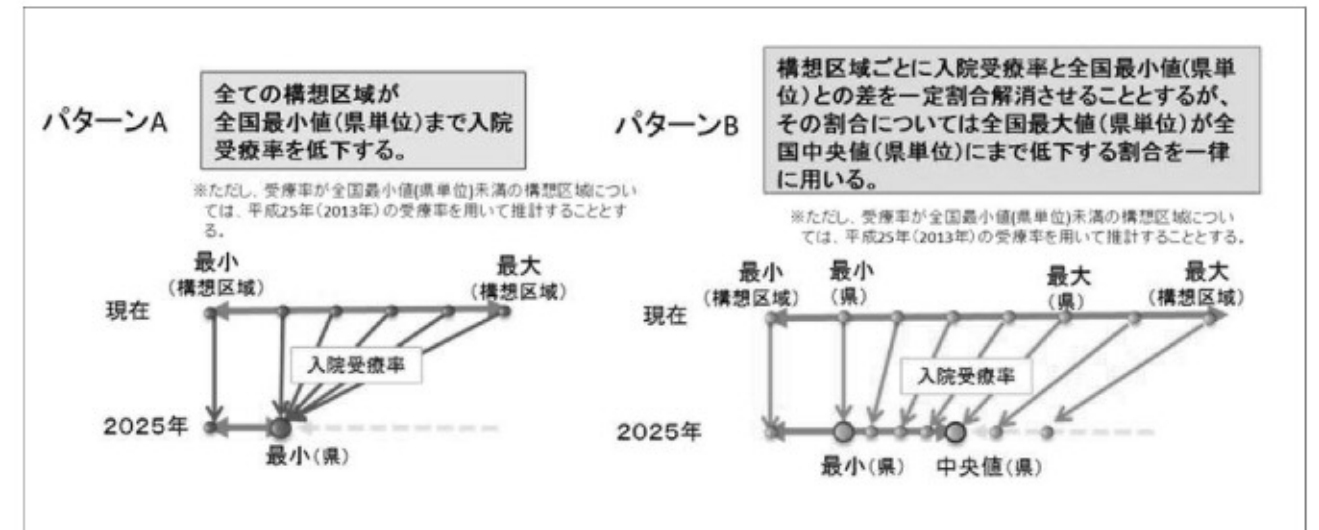 パターンA
全ての構想区域が
全国最小値(県単位)まで入院
受療率を低下する。
※ただし、受療率が全国最小値(県単位)未満の構想区域につい
ては、平成25年(2013年)の受療率を用いて推計することとす
る。
最小
(構想区域)
最大
(構想区域)
現在
入院受療率
2025年
最小(県)
パターンB
構想区域ごとに入院受療率と全国最小値(県単
位)との差を一定割合解消させることとするが、
その割合については全国最大値(県単位)が全
国中央値(県単位)にまで低下する割合を一律
に用いる。
※ただし、受療率が全国最小値(県単位)未満の構想区域につい
ては、平成25年(2013年)の受療率を用いて推計することとする。
最小
(構想区域)
最小
(県)
最大
(県)
最大
(構想区域)
現在
入院受療率
2025年
最小(県)
中央値(県)